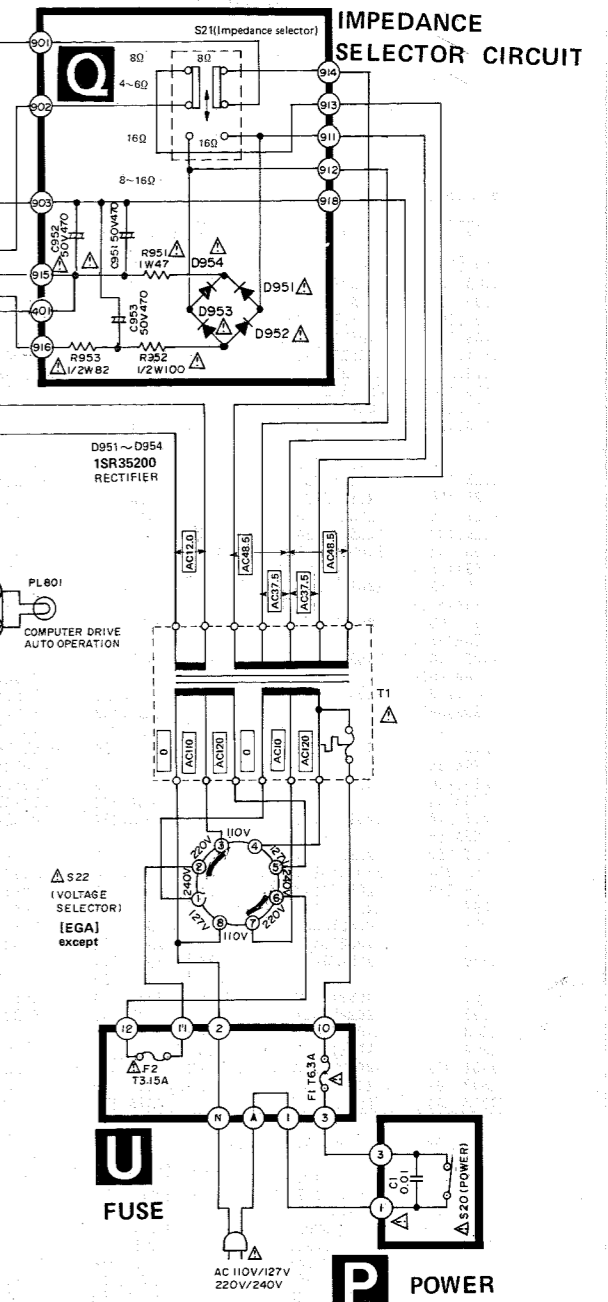 IMPEDANCE
SELECTOR CIRCUIT
S21(Impedance selector)
901
Q
8Ω
8Ω
914
4~6Ω
913
902
911
16Ω
16Ω
912
8~16Ω
903
918
C952
50V470
C951 50V470
R951
1W47
D954
915
D951
C953
50V470
D953
401
D952
916
R953
1/2W82
R952
1/2W100
D951~D954
1SR35200
RECTIFIER
AC12.0
AC48.5
AC48.5
AC37.5
AC37.5
PL801
COMPUTER DRIVE
AUTO OPERATION
T1
0
AC110
AC120
0
AC10
AC120
110V
220V
3
4
127V
2
5
240V
240V
S22
(VOLTAGE
SELECTOR)
[EGA]
except
1
6
127V
8
7
220V
110V
12
11
2
10
F2
T3.15A
F1 T6.3A
N
A
1
3
U
FUSE
3
C1
0.01
S20(POWER)
1
AC 110V/127V
220V/240V
P
POWER